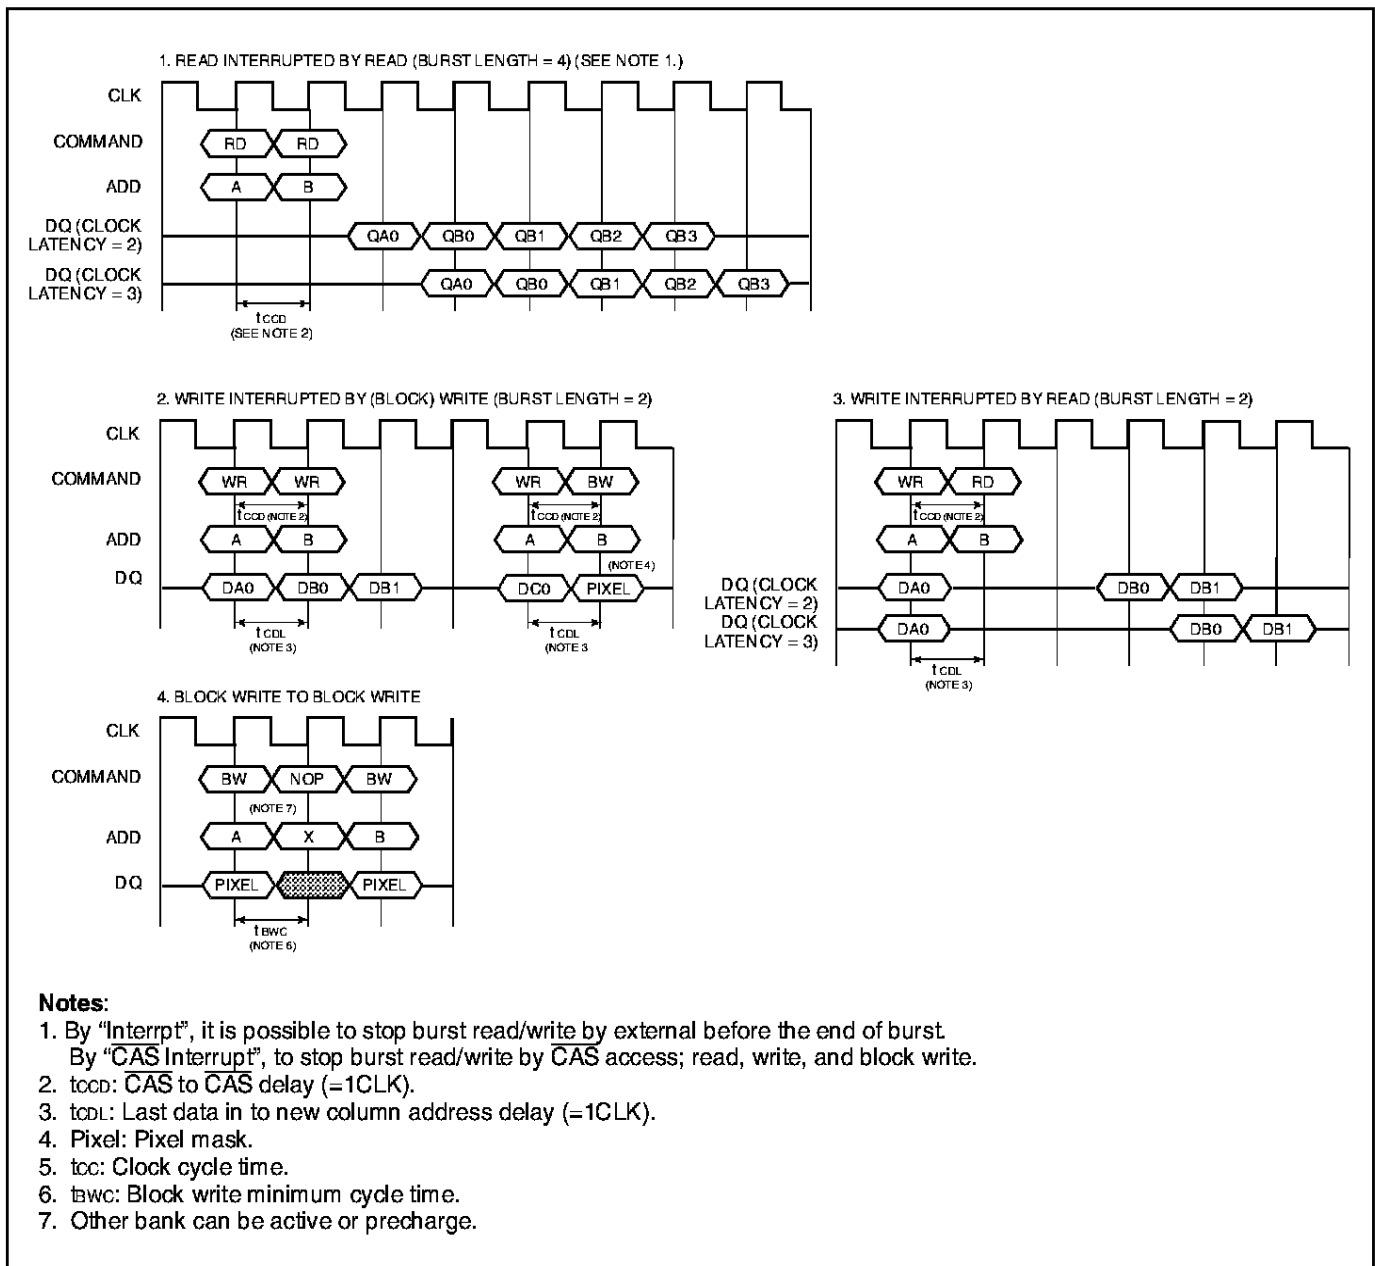 1. READ INTERRUPTED BY READ (BURST LENGTH = 4) (SEE NOTE 1.)
CLK
COMMAND RD RD
ADD A B
DQ (CLOCK
LATENCY = 2) QA0 QB0 QB1 QB2 QB3
DQ (CLOCK
LATENCY = 3) QA0 QB0 QB1 QB2 QB3
tCCD
(SEE NOTE 2)
2. WRITE INTERRUPTED BY (BLOCK) WRITE (BURST LENGTH = 2)
CLK
COMMAND WR WR WR BW
tCCD (NOTE 2) tCCD (NOTE 2)
ADD A B A B
(NOTE 4)
DQ DA0 DB0 DB1 DC0 PIXEL
tCDL tCDL
(NOTE 3) (NOTE 3
3. WRITE INTERRUPTED BY READ (BURST LENGTH = 2)
WR RD
tCCD (NOTE 2)
A B
DQ (CLOCK
LATENCY = 2) DA0 DB0 DB1
DQ (CLOCK
LATENCY = 3) DA0 DB0 DB1
tCDL
(NOTE 3)
4. BLOCK WRITE TO BLOCK WRITE
CLK
COMMAND BW NOP BW
(NOTE 7)
ADD A X B
DQ PIXEL PIXEL
tBWC
(NOTE 6)
Notes:
1. By “Interrpt”, it is possible to stop burst read/write by external before the end of burst.
By “C̅A̅S̅ Interrupt”, to stop burst read/write by C̅A̅S̅ access; read, write, and block write.
2. tCCD: C̅A̅S̅ to C̅A̅S̅ delay (=1CLK).
3. tCDL: Last data in to new column address delay (=1CLK).
4. Pixel: Pixel mask.
5. tCC: Clock cycle time.
6. tBWC: Block write minimum cycle time.
7. Other bank can be active or precharge.